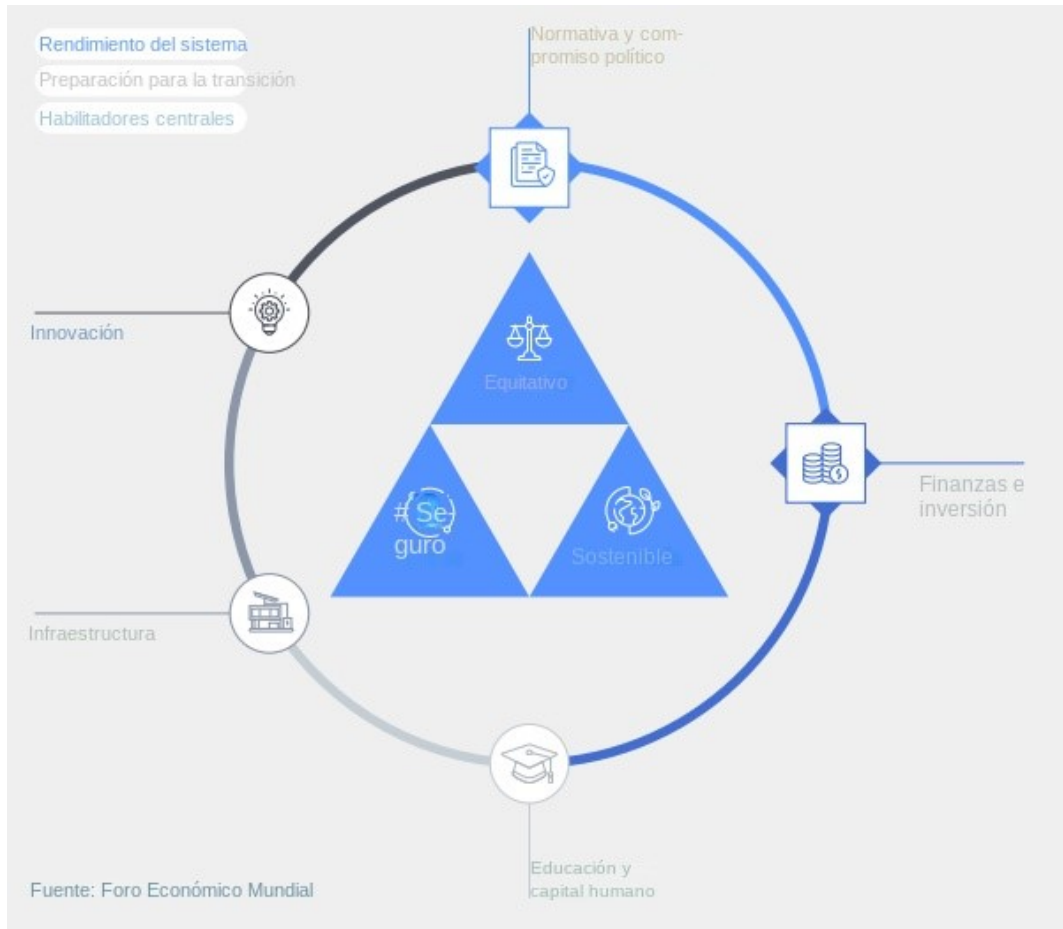 Rendimiento del sistema
Preparación para la transición
Habilitadores centrales
Normativa y com-
promiso político
Innovación
Equitativo
# Se
guro
Sostenible
Finanzas e
inversión
Infraestructura
Educación y
capital humano
Fuente: Foro Económico Mundial